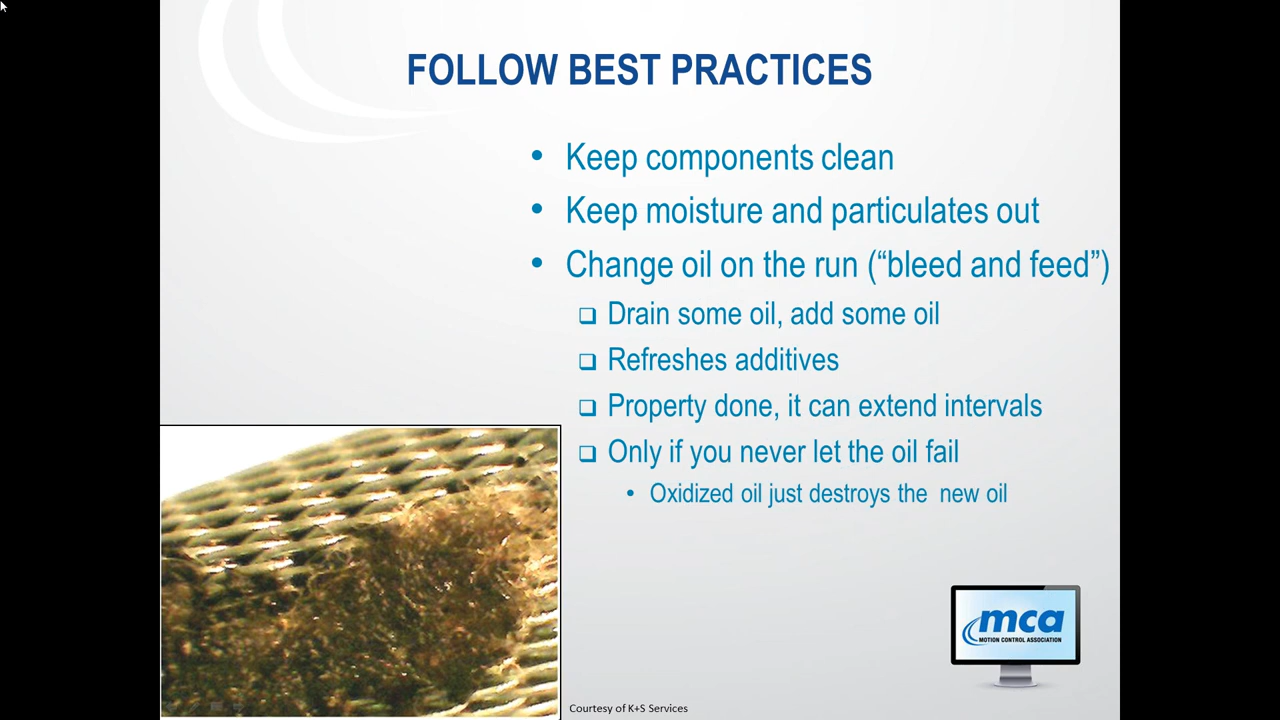 FOLLOW BEST PRACTICES
• Keep components clean
• Keep moisture and particulates out
• Change oil on the run (“bleed and feed”)
❑ Drain some oil, add some oil
❑ Refreshes additives
❑ Property done, it can extend intervals
❑ Only if you never let the oil fail
• Oxidized oil just destroys the  new oil
mca
MOTION CONTROL ASSOCIATION
Courtesy of K+S Services